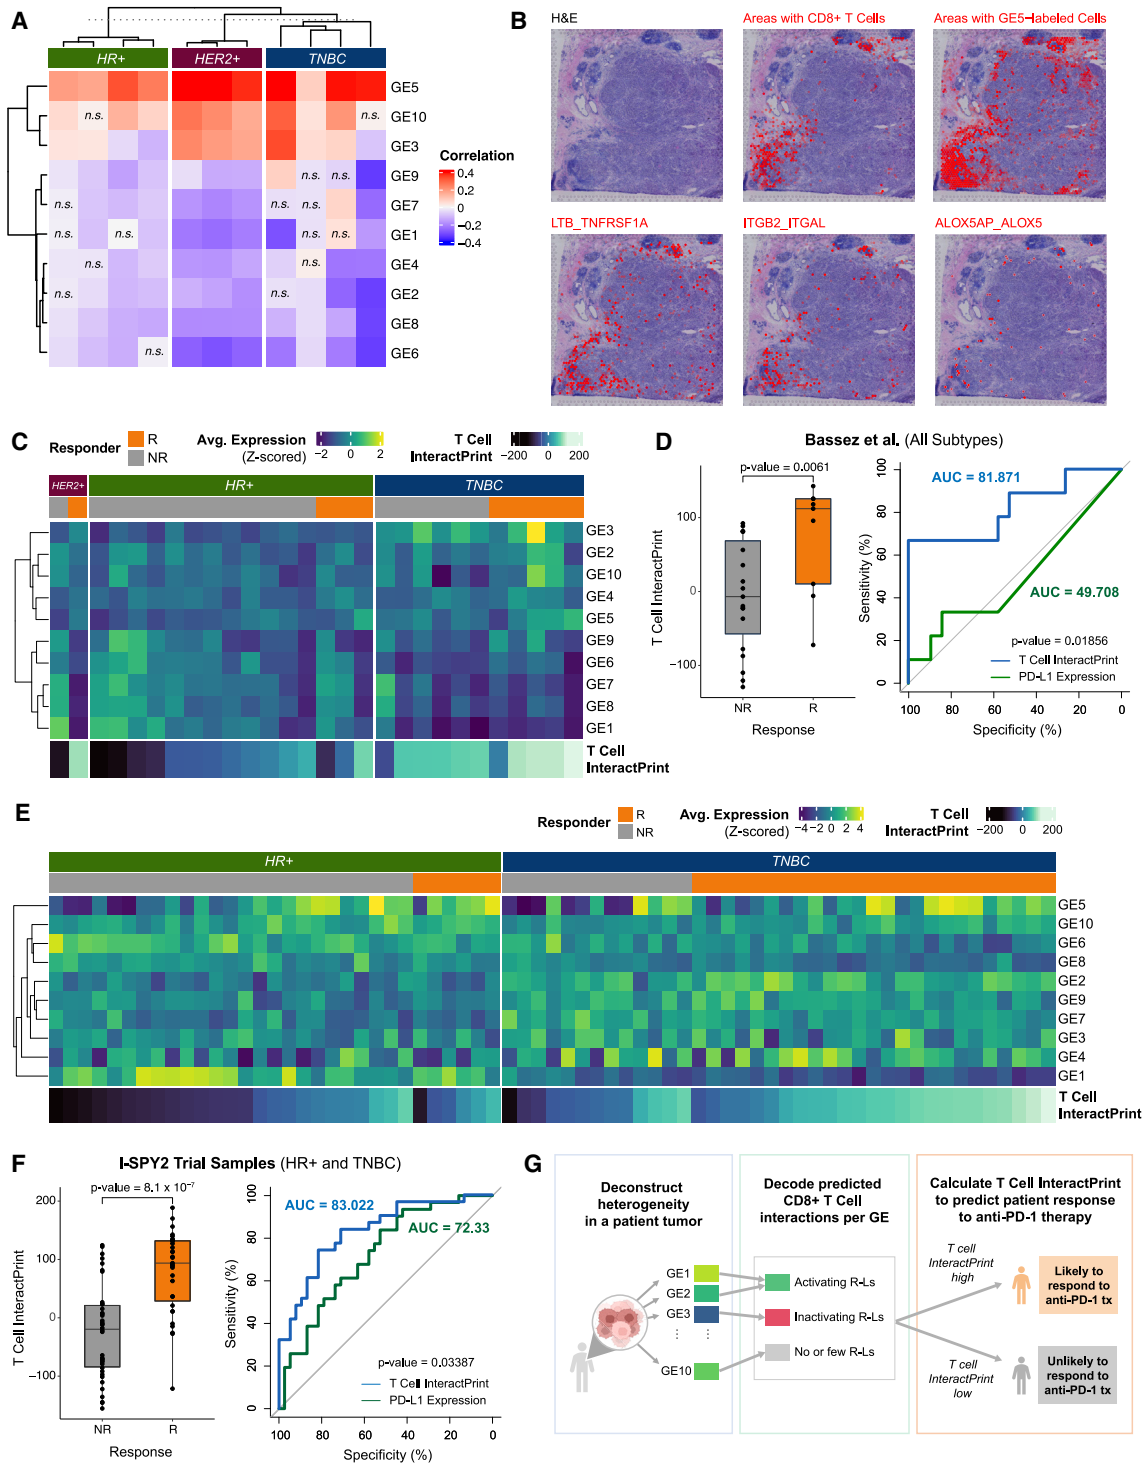 A
HR+
HER2+
TNBC
GE5
n.s.
GE10
n.s.
GE3
n.s.
n.s.
GE9
n.s.
n.s.
n.s.
GE7
n.s.
n.s.
n.s.
n.s.
GE1
n.s.
n.s.
GE4
n.s.
n.s.
GE2
GE8
n.s.
GE6
Correlation
0.4
0.2
0
−0.2
−0.4
B
H&E
Areas with CD8+ T Cells
Areas with GE5-labeled Cells
LTB_TNFRSF1A
ITGB2_ITGAL
ALOX5AP_ALOX5
C
Responder
R
NR
Avg. Expression
(Z-scored)
−2 0 2
T Cell
InteractPrint
−200 0 200
HER2+
HR+
TNBC
GE3
GE2
GE10
GE4
GE5
GE9
GE6
GE7
GE8
GE1
T Cell
InteractPrint
D
Bassez et al. (All Subtypes)
p-value = 0.0061
T Cell InteractPrint
100
0
−100
NR
R
Response
AUC = 81.871
AUC = 49.708
p-value = 0.01856
T Cell InteractPrint
PD-L1 Expression
Sensitivity (%)
100
80
60
40
20
0
100 80 60 40 20 0
Specificity (%)
E
Responder
R
NR
Avg. Expression
(Z-scored)
−4 −2 0 2 4
T Cell
InteractPrint
−200 0 200
HR+
TNBC
GE5
GE10
GE6
GE8
GE2
GE9
GE7
GE3
GE4
GE1
T Cell
InteractPrint
F
I-SPY2 Trial Samples (HR+ and TNBC)
p-value = 8.1 x 10⁻⁷
T Cell InteractPrint
200
100
0
−100
NR
R
Response
AUC = 83.022
AUC = 72.33
p-value = 0.03387
T Cell InteractPrint
PD-L1 Expression
Sensitivity (%)
100
80
60
40
20
0
100 80 60 40 20 0
Specificity (%)
G
Deconstruct
heterogeneity
in a patient tumor
GE1
GE2
GE3
GE10
Decode predicted
CD8+ T Cell
interactions per GE
Activating R-Ls
Inactivating R-Ls
No or few R-Ls
Calculate T Cell InteractPrint
to predict patient response
to anti-PD-1 therapy
T cell
InteractPrint
high
Likely to
respond to
anti-PD-1 tx
T cell
InteractPrint
low
Unlikely to
respond to
anti-PD-1 tx